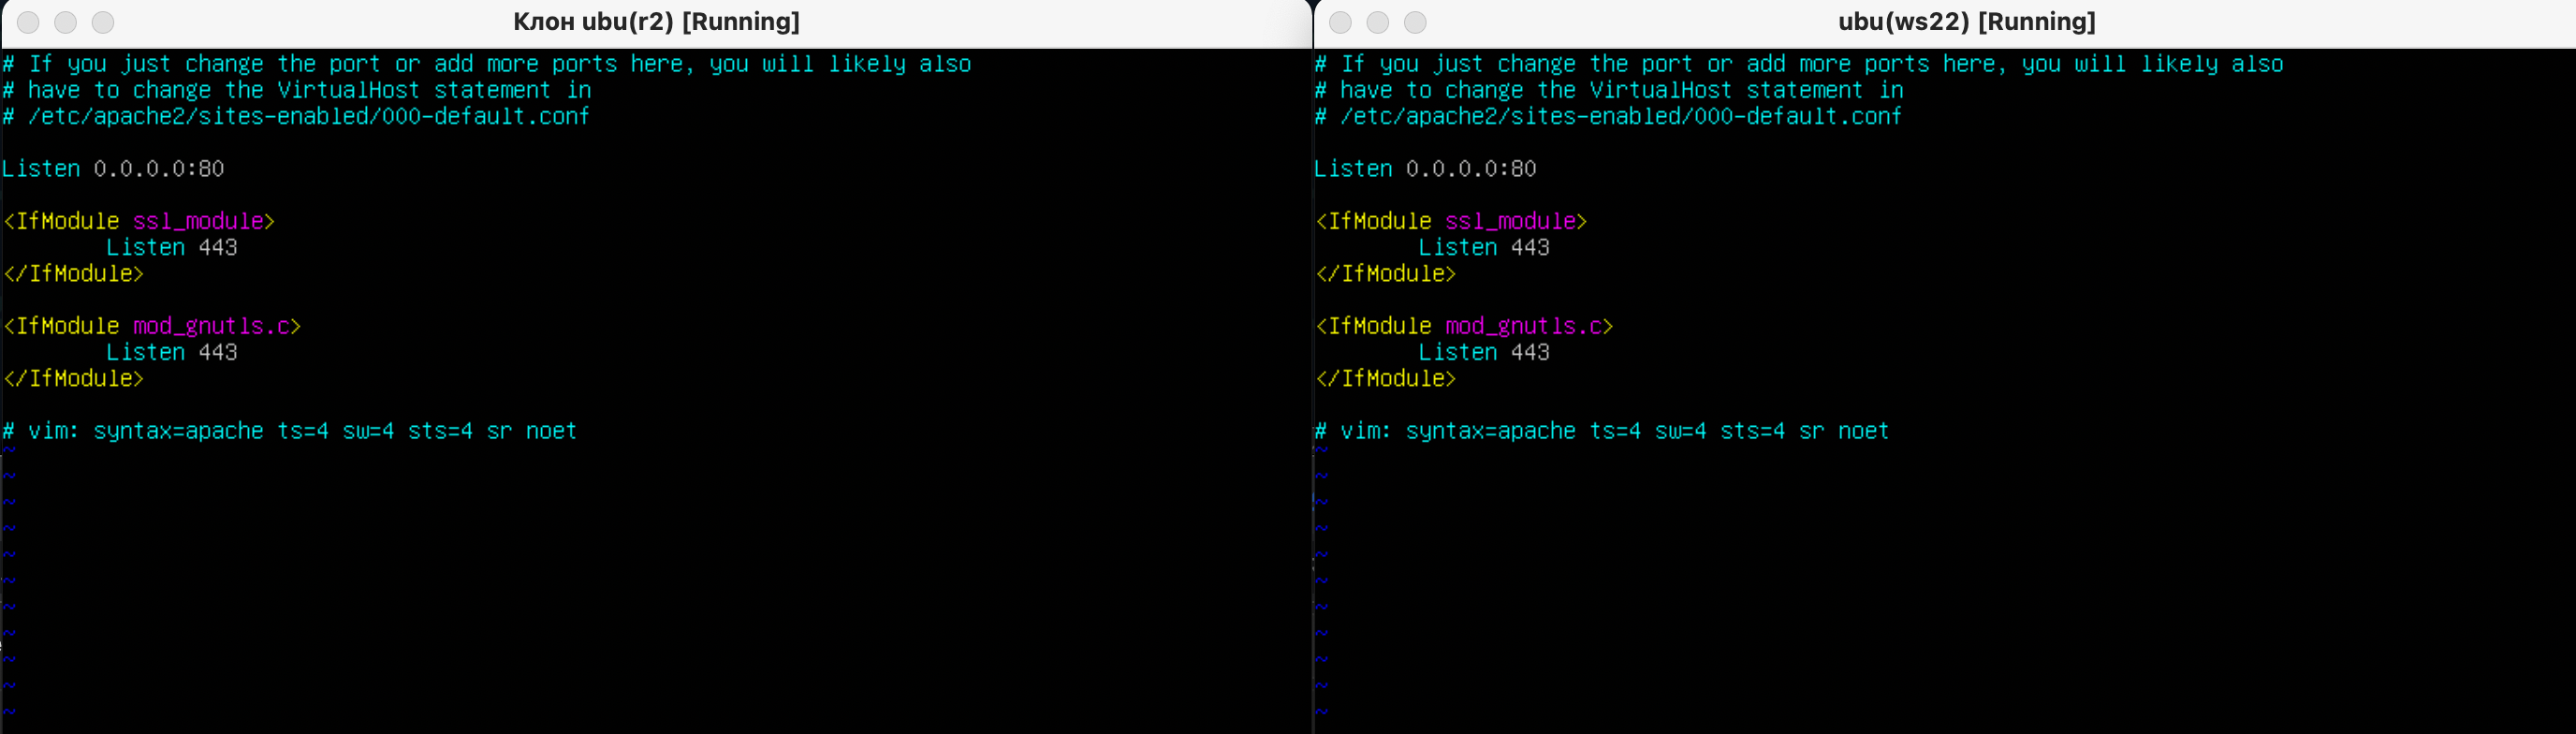 Клон ubu(r2) [Running]
# If you just change the port or add more ports here, you will likely also
# have to change the VirtualHost statement in
# /etc/apache2/sites-enabled/000-default.conf
Listen 0.0.0.0:80
<IfModule ssl_module>
Listen 443
</IfModule>
<IfModule mod_gnutls.c>
Listen 443
</IfModule>
# vim: syntax=apache ts=4 sw=4 sts=4 sr noet
~
~
~
~
~
~
~
~
~
~
~
ubu(ws22) [Running]
# If you just change the port or add more ports here, you will likely also
# have to change the VirtualHost statement in
# /etc/apache2/sites-enabled/000-default.conf
Listen 0.0.0.0:80
<IfModule ssl_module>
Listen 443
</IfModule>
<IfModule mod_gnutls.c>
Listen 443
</IfModule>
# vim: syntax=apache ts=4 sw=4 sts=4 sr noet
~
~
~
~
~
~
~
~
~
~
~